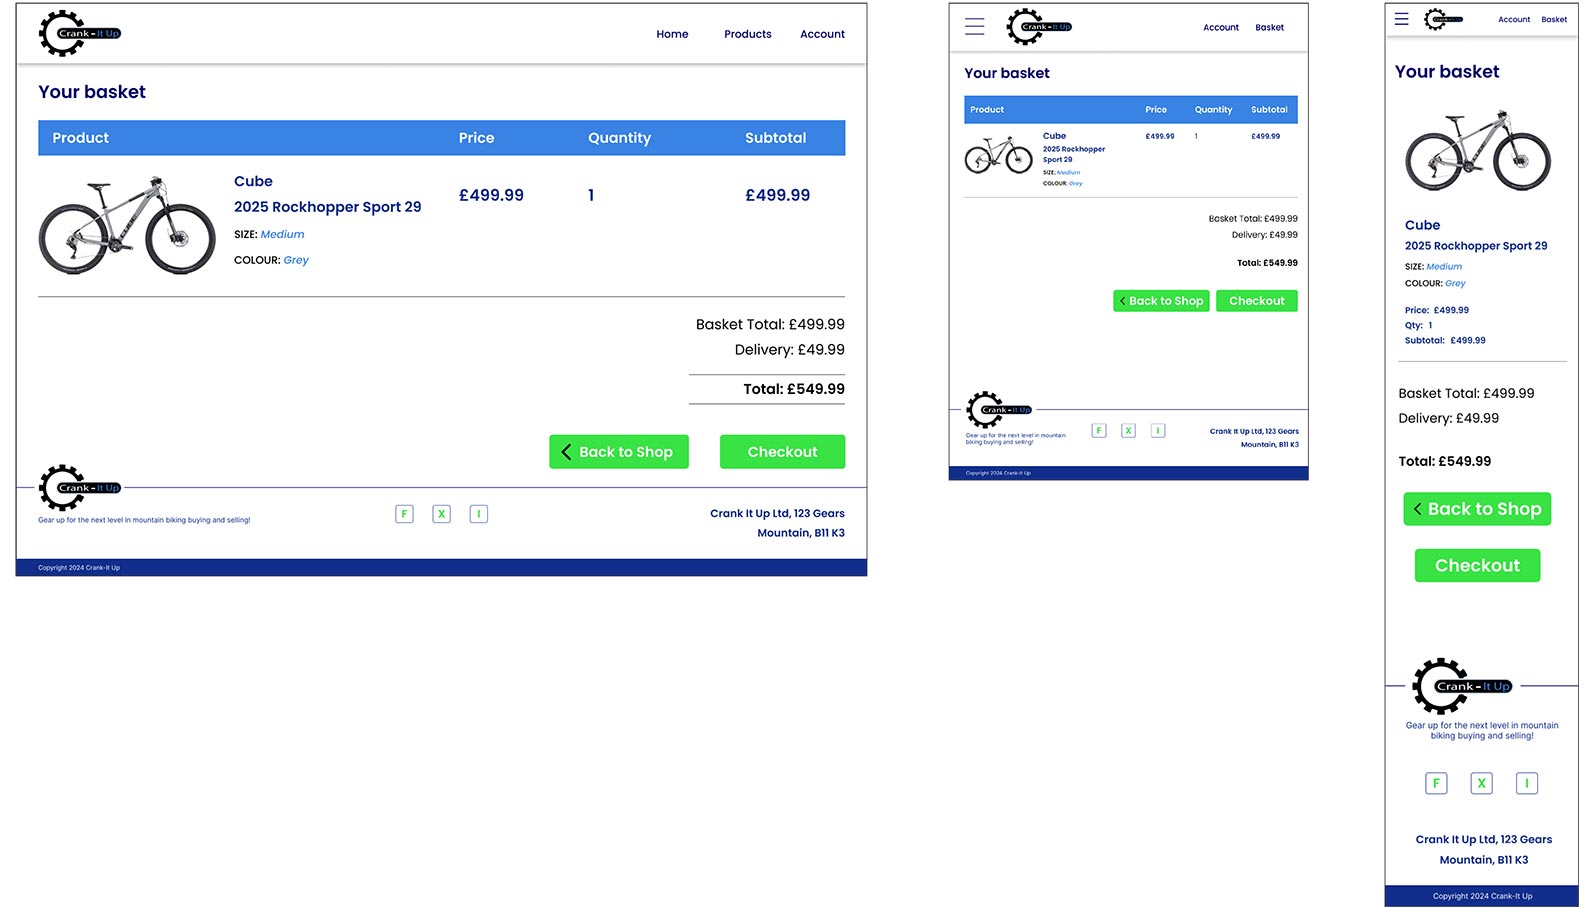 Crank-It Up
Home Products Account
Your basket
Product Price Quantity Subtotal
Cube
2025 Rockhopper Sport 29
£499.99 1 £499.99
SIZE: Medium
COLOUR: Grey
CUBE
Basket Total: £499.99
Delivery: £49.99
Total: £549.99
Back to Shop Checkout
Crank-It Up
Gear up for the next level in mountain biking buying and selling!
F X I
Crank It Up Ltd, 123 Gears
Mountain, B11 K3
Copyright 2024 Crank-It Up
Crank-It Up
Account Basket
Your basket
Product Price Quantity Subtotal
Cube £499.99 1 £499.99
2025 Rockhopper
Sport 29
SIZE: Medium
COLOUR: Grey
Basket Total: £499.99
Delivery: £49.99
Total: £549.99
Back to Shop Checkout
Crank-It Up
Gear up for the next level in mountain
biking buying and selling!
F X I
Crank It Up Ltd, 123 Gears
Mountain, B11 K3
Copyright 2024 Crank-It Up
Crank-It Up
Account Basket
Your basket
CUBE
Cube
2025 Rockhopper Sport 29
SIZE: Medium
COLOUR: Grey
Price: £499.99
Qty: 1
Subtotal: £499.99
Basket Total: £499.99
Delivery: £49.99
Total: £549.99
Back to Shop
Checkout
Crank-It Up
Gear up for the next level in mountain
biking buying and selling!
F X I
Crank It Up Ltd, 123 Gears
Mountain, B11 K3
Copyright 2024 Crank-It Up